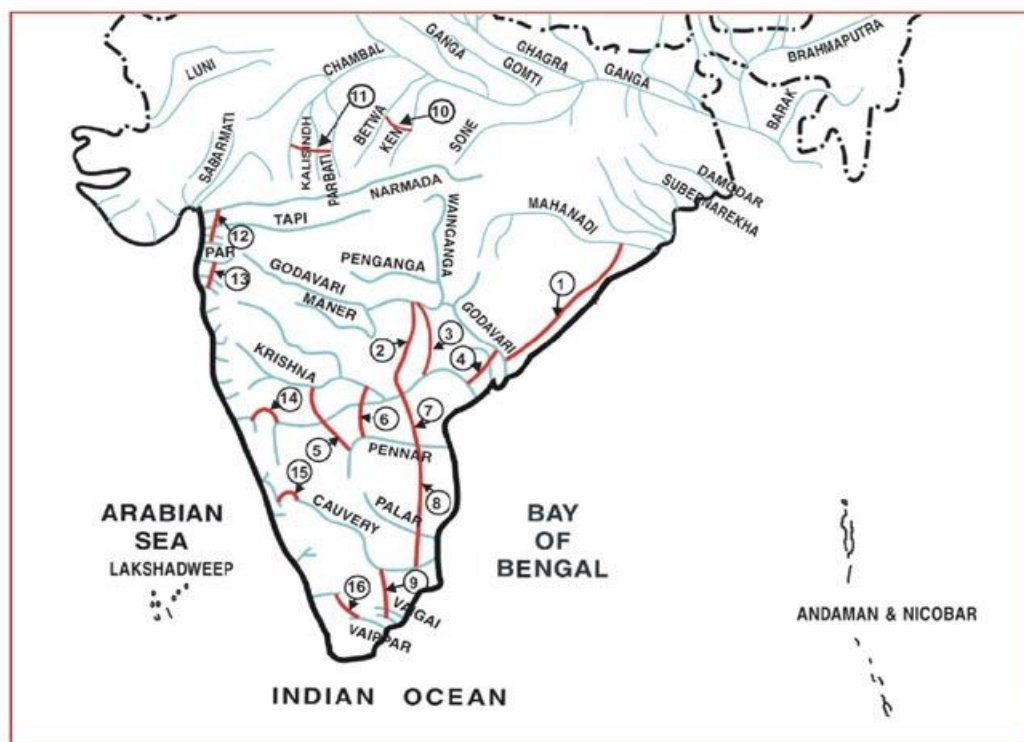 LUNI
CHAMBAL
GANGA
GHAGRA
GOMTI
GANGA
BRAHMAPUTRA
BARAK
SABARMATI
KALISINDH
PARBATI
11
BETWA
KEN
10
SONE
DAMODAR
SUBERNAREKHA
NARMADA
TAPI
WAINGANGA
MAHANADI
12
PAR
13
GODAVARI
PENGANGA
MANER
GODAVARI
1
2
3
4
KRISHNA
14
6
7
5
PENNAR
15
CAUVERY
PALAR
8
ARABIAN
SEA
LAKSHADWEEP
BAY
OF
BENGAL
16
9
VAIGAI
VAIPPAR
ANDAMAN & NICOBAR
INDIAN OCEAN